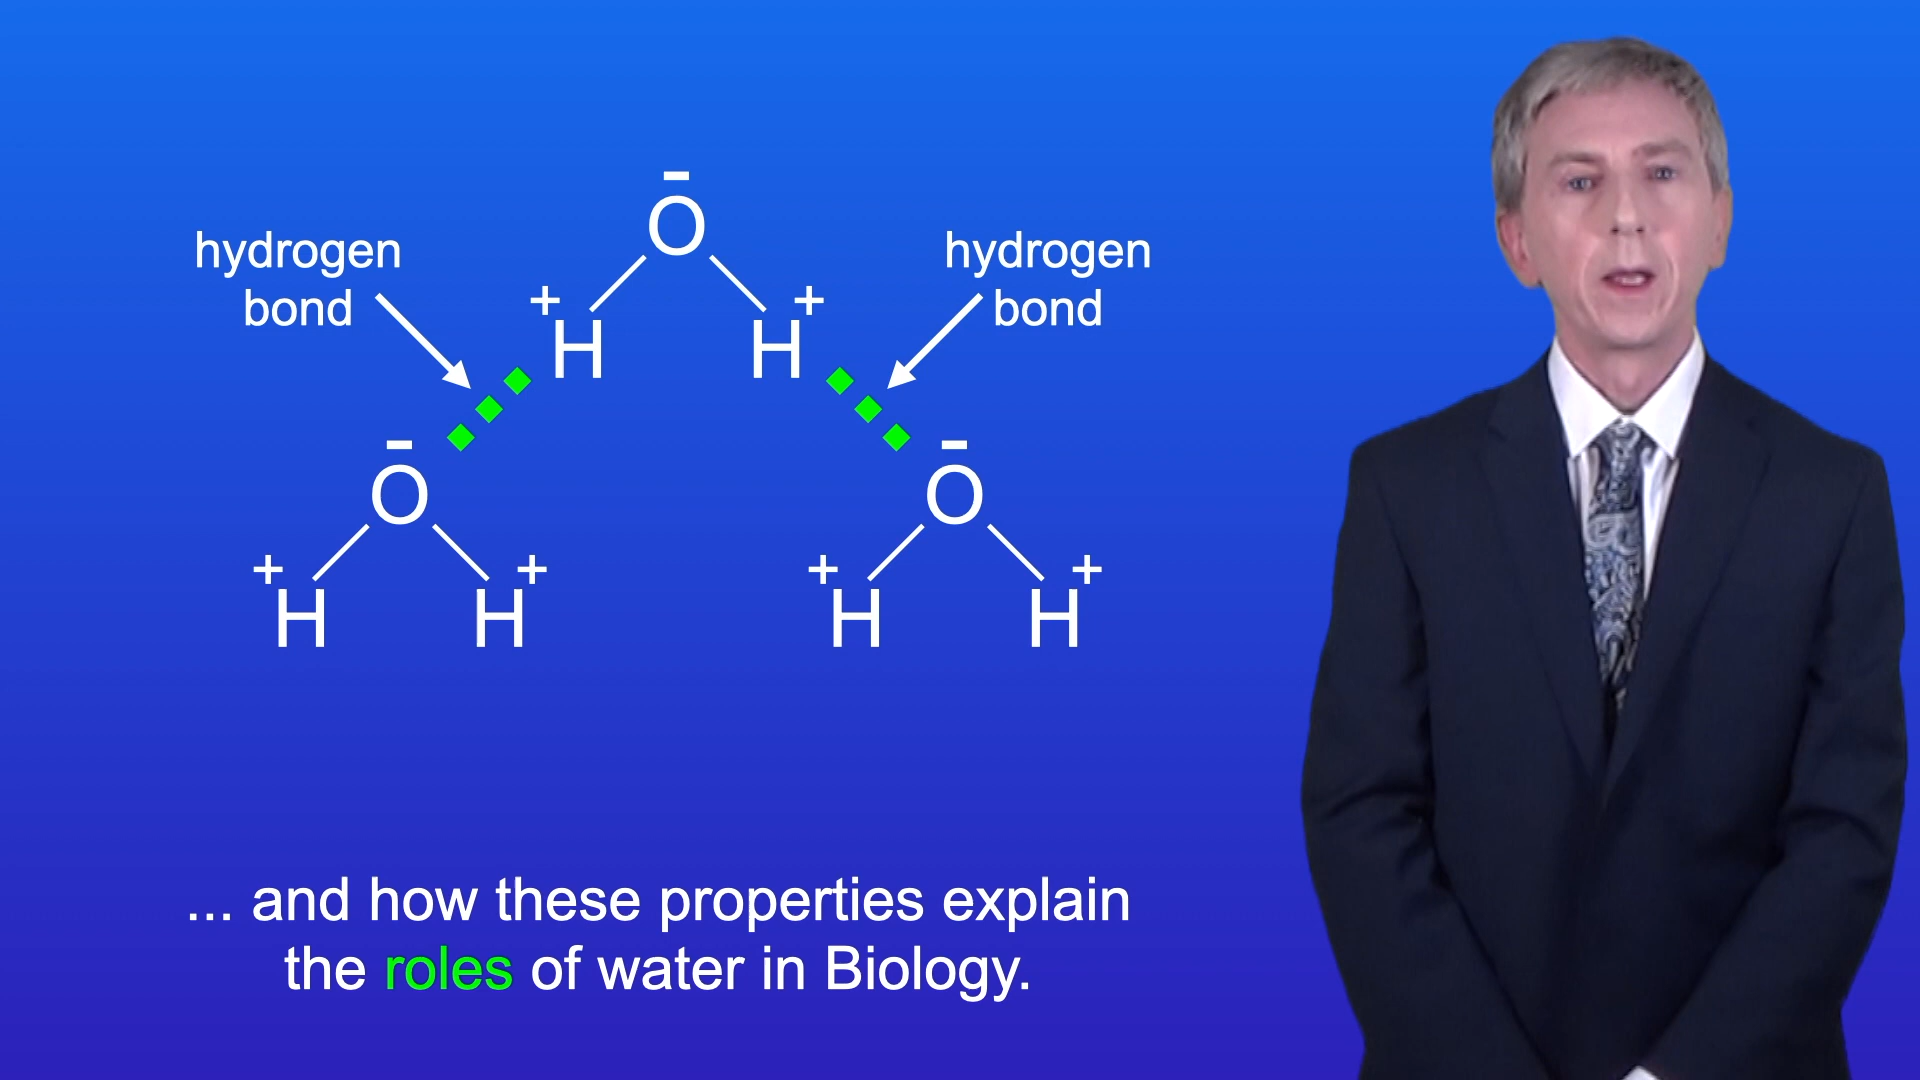 -
O
hydrogen
bond
hydrogen
bond
+
+
H
H
-
-
O
O
+
+
+
+
H
H
H
H
... and how these properties explain
the roles of water in Biology.